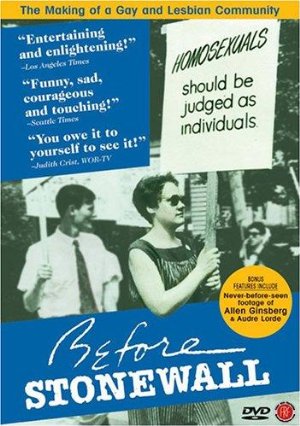 The Making of a Gay and Lesbian Community
"Entertaining
and enlightening!"
–Los Angeles Times
"Funny, sad,
courageous
and touching!"
–Seattle Times
"You owe it to
yourself to see it!"
–Judith Crist, WOR-TV
HOMOSEXUALS
should be
judged as
individuals.
BONUS
FEATURES INCLUDE
Never-before-seen
footage of
Allen Ginsberg
& Audré Lorde
Before
STONEWALL
DVD